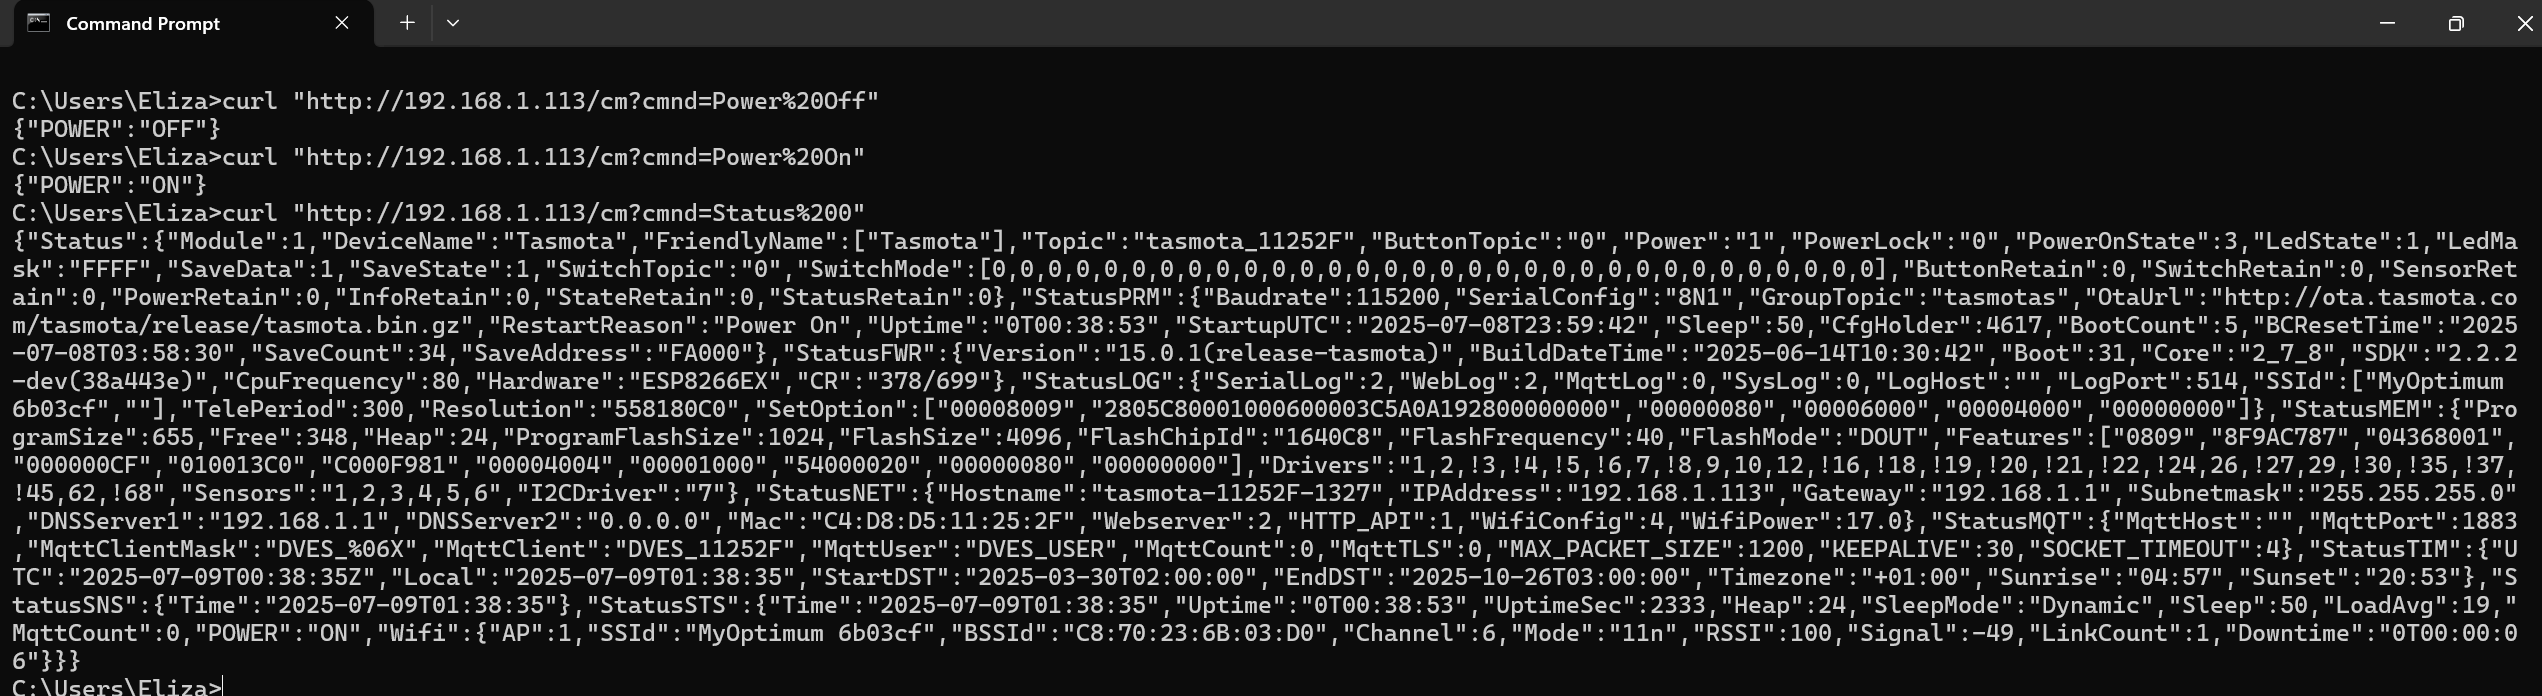 Command Prompt
C:\Users\Eliza>curl "http://192.168.1.113/cm?cmnd=Power%20Off"
{"POWER":"OFF"}
C:\Users\Eliza>curl "http://192.168.1.113/cm?cmnd=Power%20On"
{"POWER":"ON"}
C:\Users\Eliza>curl "http://192.168.1.113/cm?cmnd=Status%200"
{"Status":{"Module":1,"DeviceName":"Tasmota","FriendlyName":["Tasmota"],"Topic":"tasmota_11252F","ButtonTopic":"0","Power":"1","PowerLock":"0","PowerOnState":3,"LedState":1,"LedMa
sk":"FFFF","SaveData":1,"SaveState":1,"SwitchTopic":"0","SwitchMode":[0,0,0,0,0,0,0,0,0,0,0,0,0,0,0,0,0,0,0,0,0,0,0,0,0,0,0,0,0,0,0,0],"ButtonRetain":0,"SwitchRetain":0,"SensorRet
ain":0,"PowerRetain":0,"InfoRetain":0,"StateRetain":0,"StatusRetain":0},"StatusPRM":{"Baudrate":115200,"SerialConfig":"8N1","GroupTopic":"tasmotas","OtaUrl":"http://ota.tasmota.co
m/tasmota/release/tasmota.bin.gz","RestartReason":"Power On","Uptime":"0T00:38:53","StartupUTC":"2025-07-08T23:59:42","Sleep":50,"CfgHolder":4617,"BootCount":5,"BCResetTime":"2025
-07-08T03:58:30","SaveCount":34,"SaveAddress":"FA000"},"StatusFWR":{"Version":"15.0.1(release-tasmota)","BuildDateTime":"2025-06-14T10:30:42","Boot":31,"Core":"2_7_8","SDK":"2.2.2
-dev(38a443e)","CpuFrequency":80,"Hardware":"ESP8266EX","CR":"378/699"},"StatusLOG":{"SerialLog":2,"WebLog":2,"MqttLog":0,"SysLog":0,"LogHost":"","LogPort":514,"SSId":["MyOptimum
6b03cf",""],"TelePeriod":300,"Resolution":"558180C0","SetOption":["00008009","2805C80001000600003C5A0A192800000000","00000080","00006000","00004000","00000000"]},"StatusMEM":{"Pro
gramSize":655,"Free":348,"Heap":24,"ProgramFlashSize":1024,"FlashSize":4096,"FlashChipId":"1640C8","FlashFrequency":40,"FlashMode":"DOUT","Features":["0809","8F9AC787","04368001",
"000000CF","010013C0","C000F981","00004004","00001000","54000020","00000080","00000000"],"Drivers":"1,2,!3,!4,!5,!6,7,!8,9,10,12,!16,!18,!19,!20,!21,!22,!24,26,!27,29,!30,!35,!37,
!45,62,!68","Sensors":"1,2,3,4,5,6","I2CDriver":"7"},"StatusNET":{"Hostname":"tasmota-11252F-1327","IPAddress":"192.168.1.113","Gateway":"192.168.1.1","Subnetmask":"255.255.255.0"
,"DNSServer1":"192.168.1.1","DNSServer2":"0.0.0.0","Mac":"C4:D8:D5:11:25:2F","Webserver":2,"HTTP_API":1,"WifiConfig":4,"WifiPower":17.0},"StatusMQT":{"MqttHost":"","MqttPort":1883
,"MqttClientMask":"DVES_%06X","MqttClient":"DVES_11252F","MqttUser":"DVES_USER","MqttCount":0,"MqttTLS":0,"MAX_PACKET_SIZE":1200,"KEEPALIVE":30,"SOCKET_TIMEOUT":4},"StatusTIM":{"U
TC":"2025-07-09T00:38:35Z","Local":"2025-07-09T01:38:35","StartDST":"2025-03-30T02:00:00","EndDST":"2025-10-26T03:00:00","Timezone":"+01:00","Sunrise":"04:57","Sunset":"20:53"},"S
tatusSNS":{"Time":"2025-07-09T01:38:35"},"StatusSTS":{"Time":"2025-07-09T01:38:35","Uptime":"0T00:38:53","UptimeSec":2333,"Heap":24,"SleepMode":"Dynamic","Sleep":50,"LoadAvg":19,"
MqttCount":0,"POWER":"ON","Wifi":{"AP":1,"SSId":"MyOptimum 6b03cf","BSSId":"C8:70:23:6B:03:D0","Channel":6,"Mode":"11n","RSSI":100,"Signal":-49,"LinkCount":1,"Downtime":"0T00:00:0
6"}}}
C:\Users\Eliza>